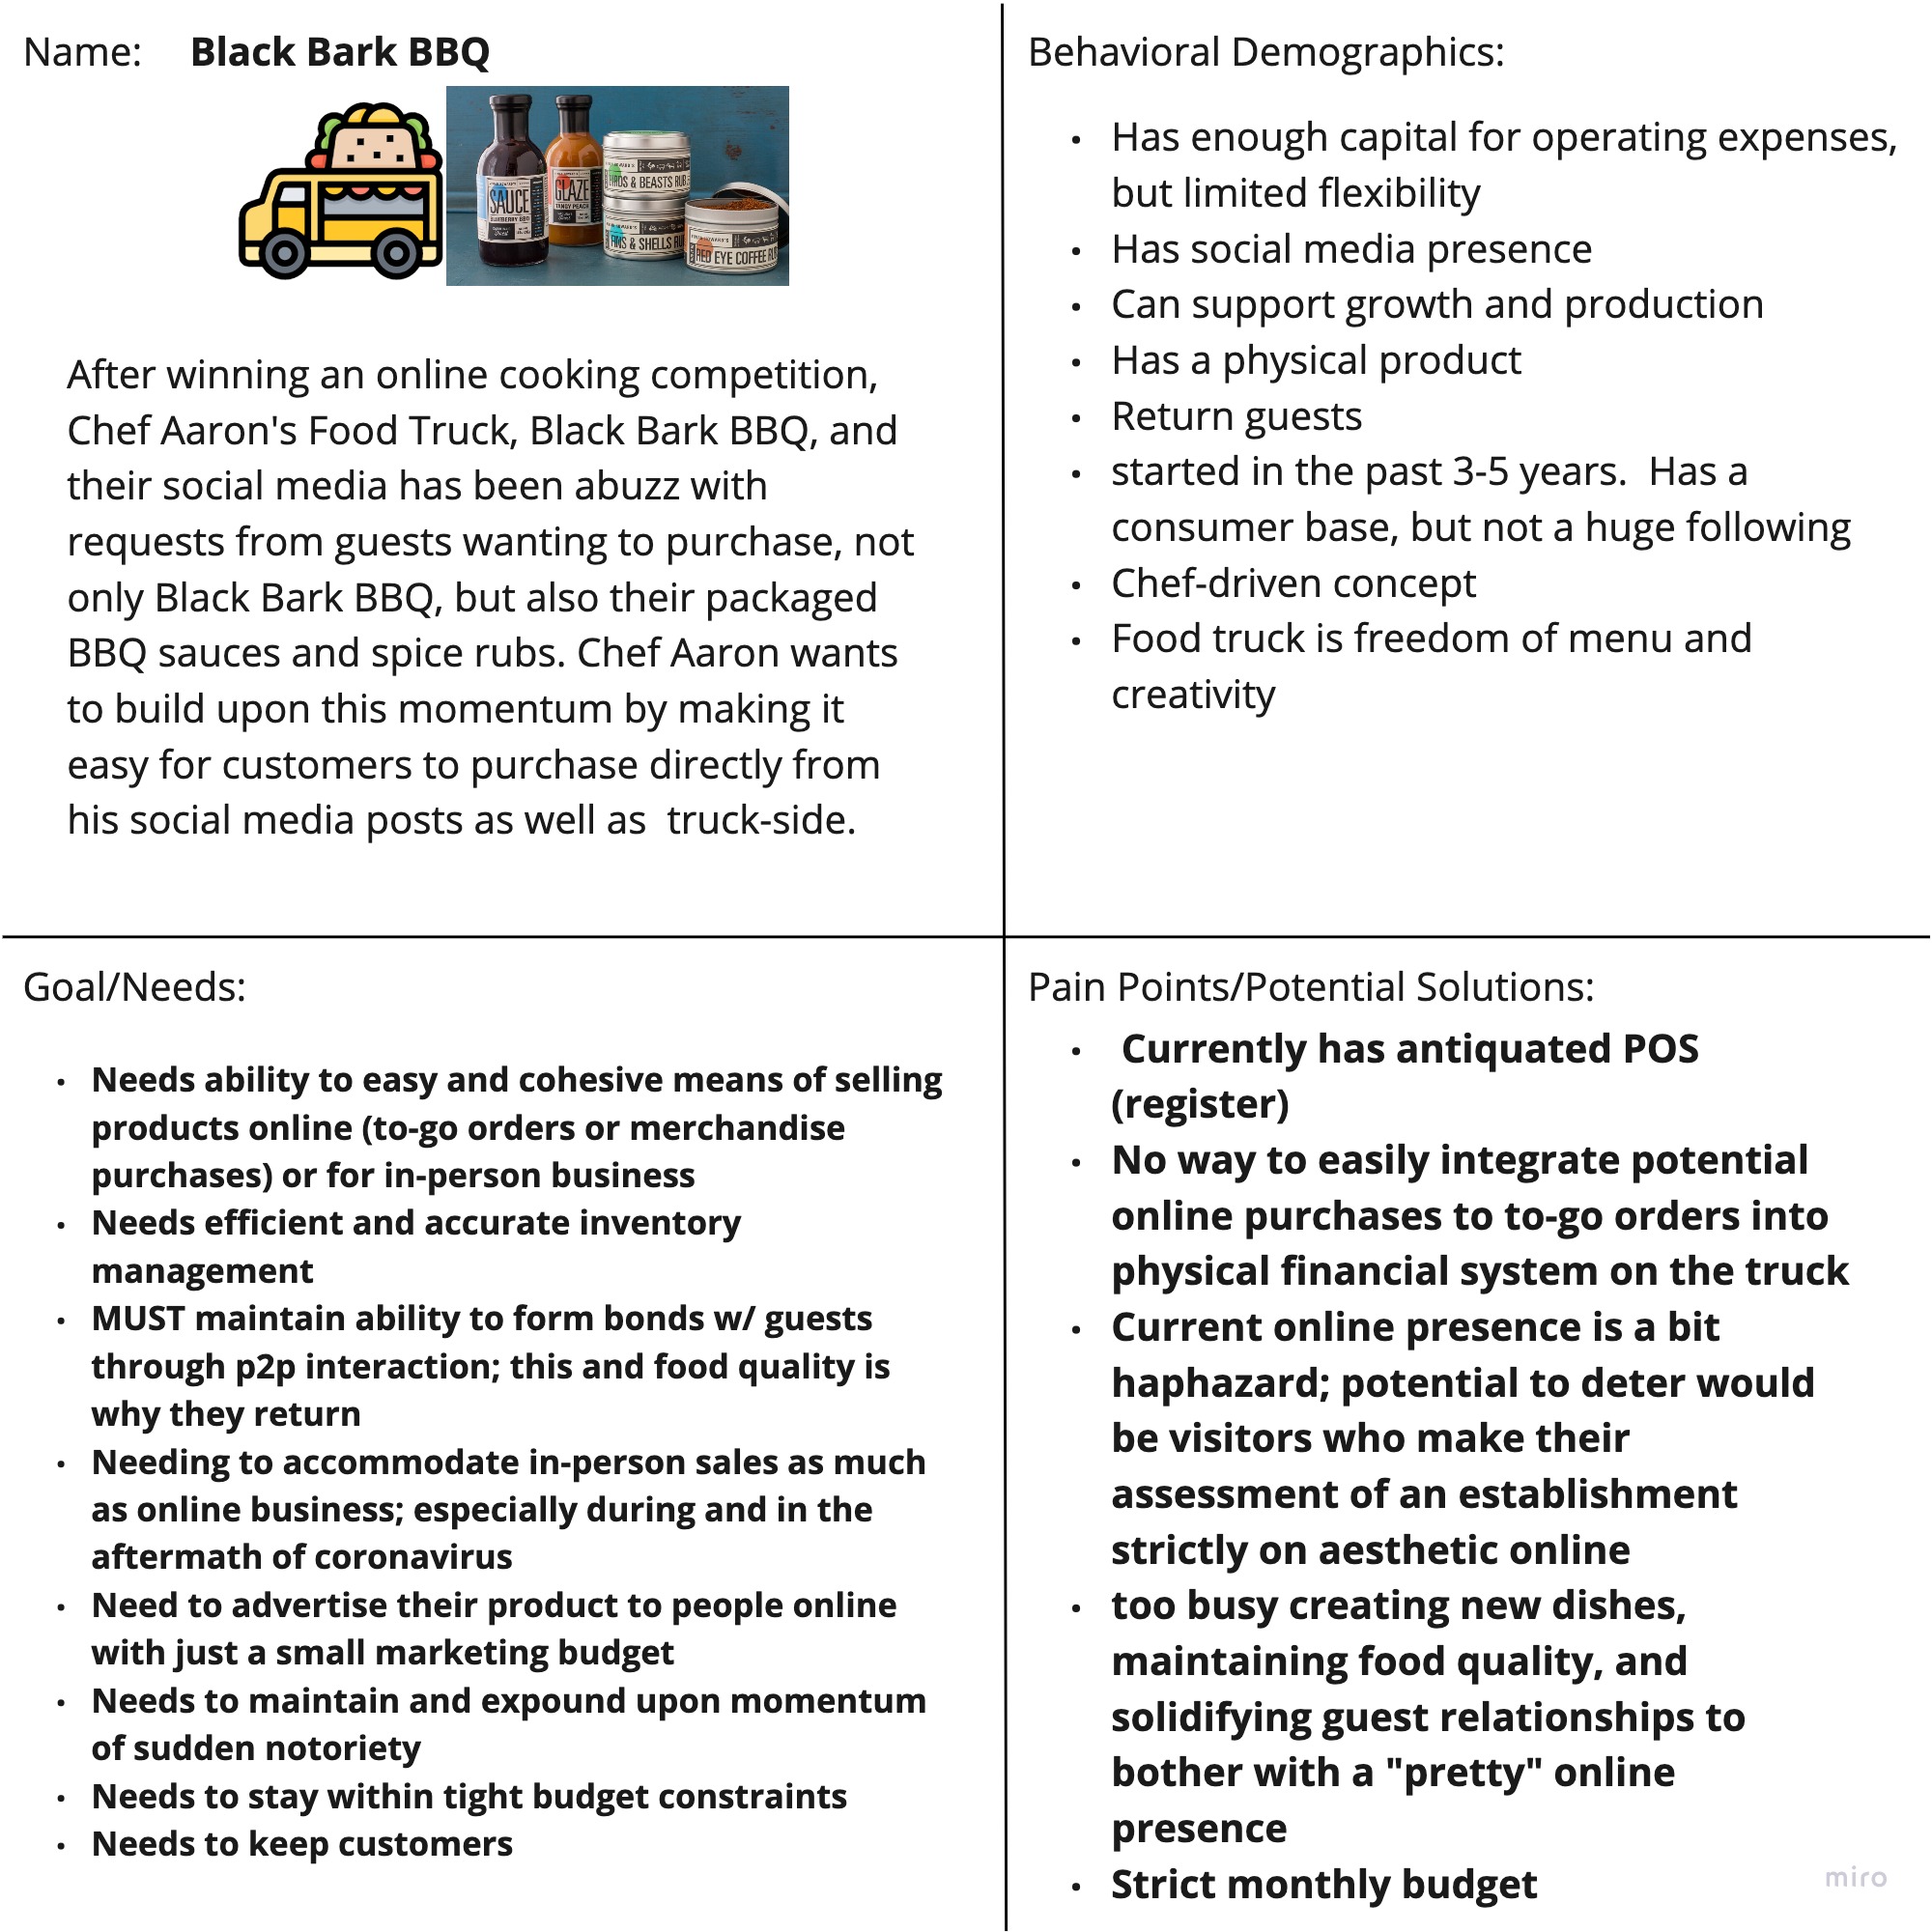 Name: Black Bark BBQ
SAUCE
BLUEBERRY BBQ
GLAZE
TANGY PEACH
& BEASTS RUB
& SHELLS
RED EYE COFFEE
After winning an online cooking competition,
Chef Aaron's Food Truck, Black Bark BBQ, and
their social media has been abuzz with
requests from guests wanting to purchase, not
only Black Bark BBQ, but also their packaged
BBQ sauces and spice rubs. Chef Aaron wants
to build upon this momentum by making it
easy for customers to purchase directly from
his social media posts as well as  truck-side.
Behavioral Demographics:
• Has enough capital for operating expenses,
but limited flexibility
• Has social media presence
• Can support growth and production
• Has a physical product
• Return guests
• started in the past 3-5 years.  Has a
consumer base, but not a huge following
• Chef-driven concept
• Food truck is freedom of menu and
creativity
Goal/Needs:
• Needs ability to easy and cohesive means of selling
products online (to-go orders or merchandise
purchases) or for in-person business
• Needs efficient and accurate inventory
management
• MUST maintain ability to form bonds w/ guests
through p2p interaction; this and food quality is
why they return
• Needing to accommodate in-person sales as much
as online business; especially during and in the
aftermath of coronavirus
• Need to advertise their product to people online
with just a small marketing budget
• Needs to maintain and expound upon momentum
of sudden notoriety
• Needs to stay within tight budget constraints
• Needs to keep customers
Pain Points/Potential Solutions:
• Currently has antiquated POS
(register)
• No way to easily integrate potential
online purchases to to-go orders into
physical financial system on the truck
• Current online presence is a bit
haphazard; potential to deter would
be visitors who make their
assessment of an establishment
strictly on aesthetic online
• too busy creating new dishes,
maintaining food quality, and
solidifying guest relationships to
bother with a "pretty" online
presence
• Strict monthly budget
miro